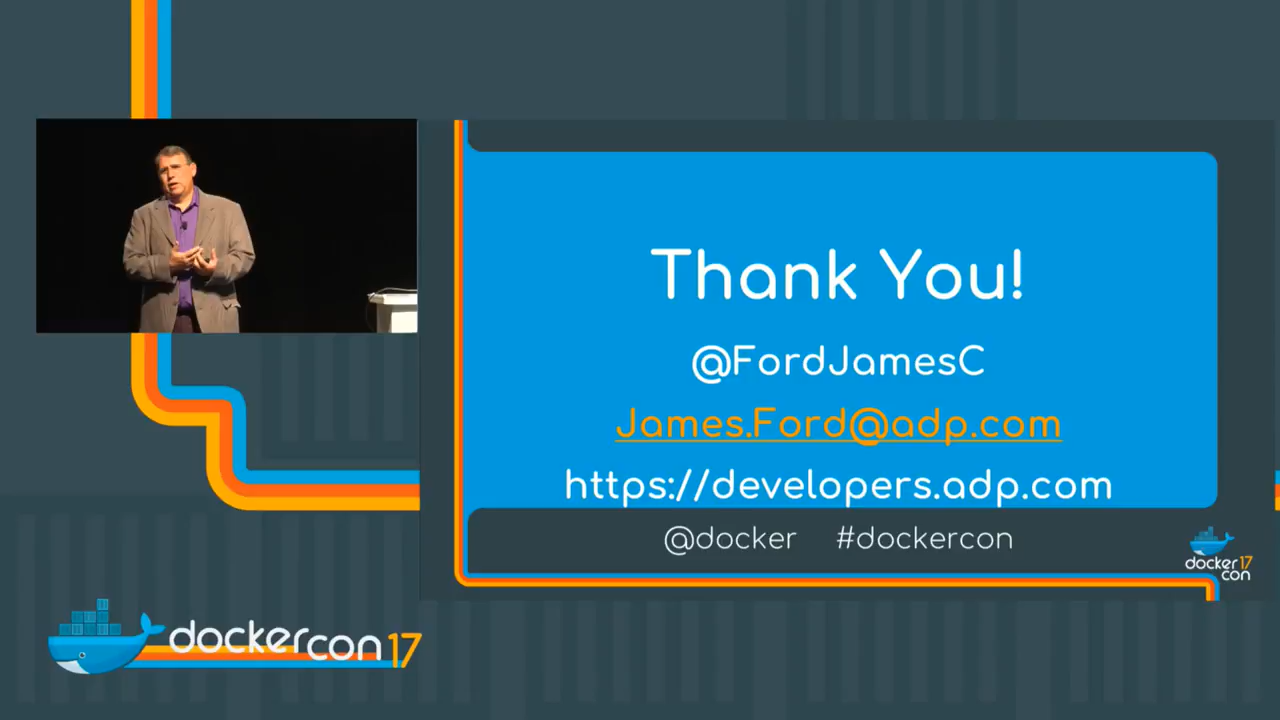 Thank You!
@FordJamesC
James.Ford@adp.com
https://developers.adp.com
@docker #dockercon
docker 17
con
dockercon 17